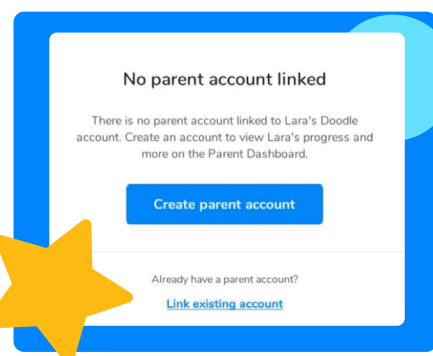 No parent account linked
There is no parent account linked to Lara's Doodle
account. Create an account to view Lara's progress and
more on the Parent Dashboard.
Create parent account
Already have a parent account?
Link existing account